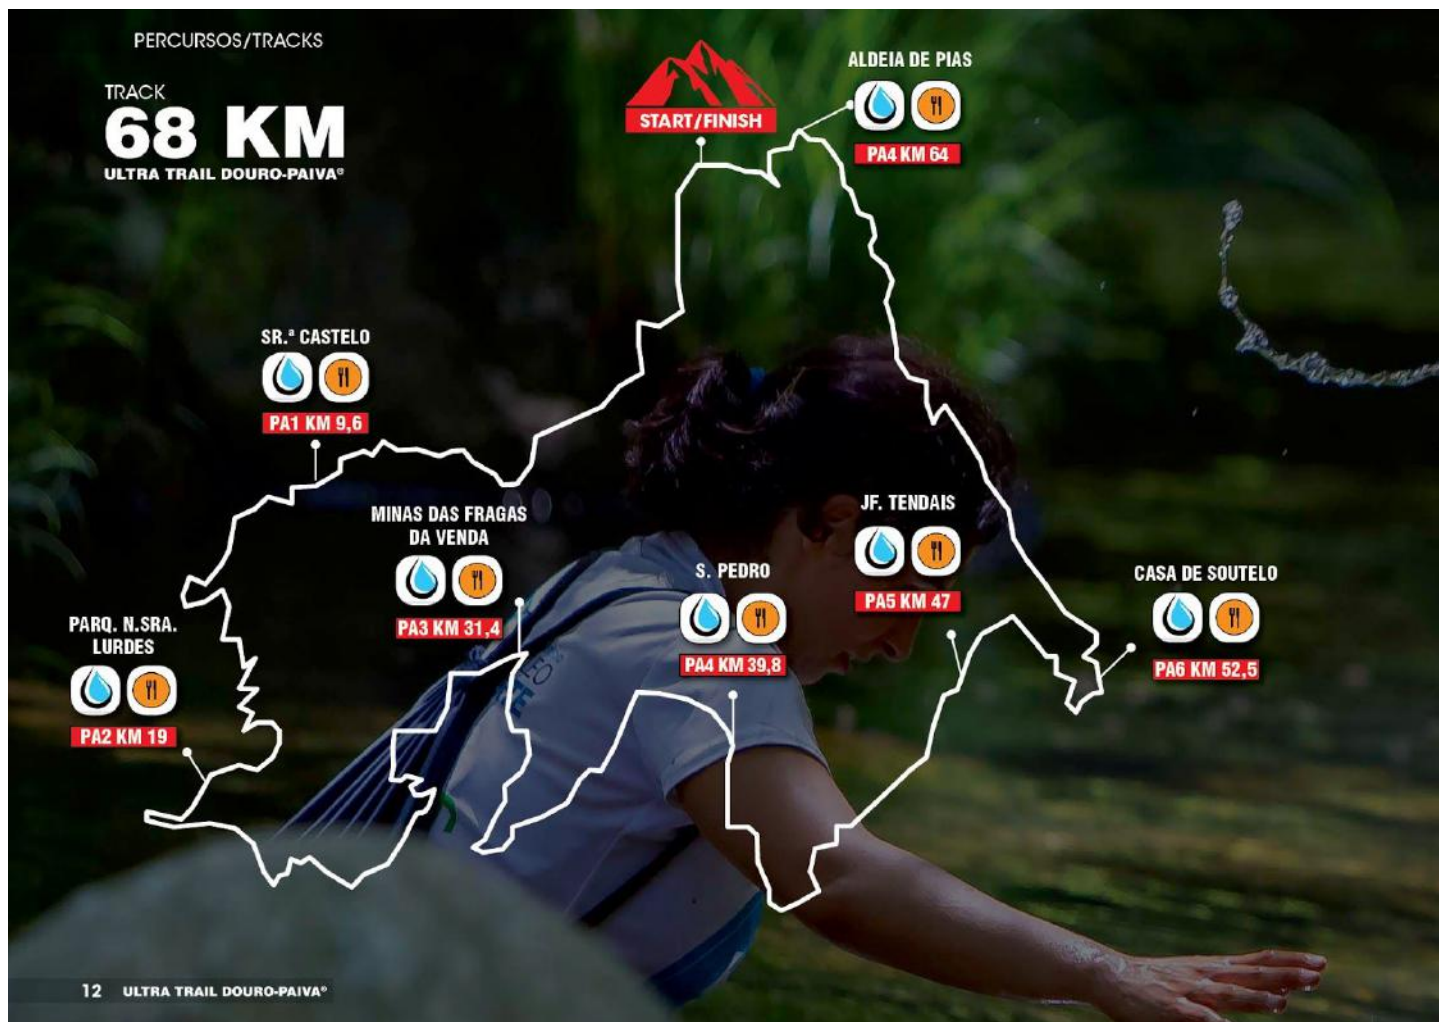 PERCURSOS/TRACKS
TRACK
68 KM
ULTRA TRAIL DOURO-PAIVA®
START/FINISH
ALDEIA DE PIAS
PA4 KM 64
SR.ª CASTELO
PA1 KM 9,6
MINAS DAS FRAGAS
DA VENDA
PA3 KM 31,4
JF. TENDAIS
PA5 KM 47
S. PEDRO
PA4 KM 39,8
CASA DE SOUTELO
PA6 KM 52,5
PARQ. N.SRA.
LURDES
PA2 KM 19
12 ULTRA TRAIL DOURO-PAIVA®